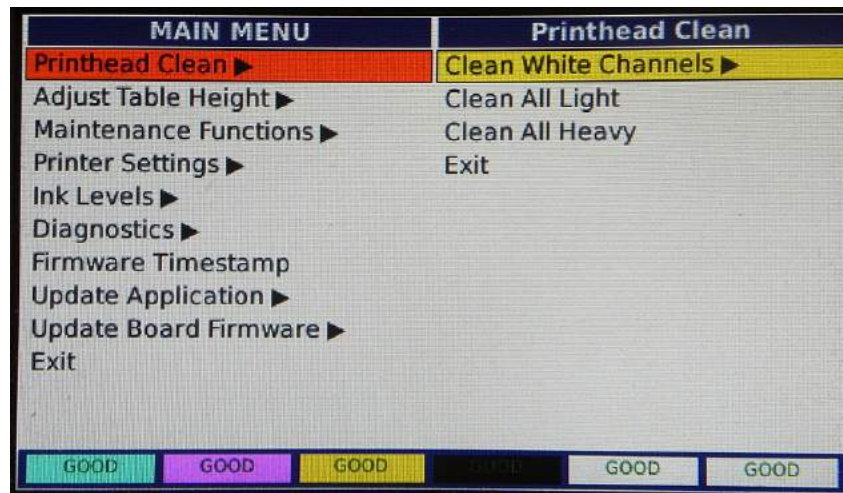 MAIN MENU
Printhead Clean ▶
Adjust Table Height ▶
Maintenance Functions ▶
Printer Settings ▶
Ink Levels ▶
Diagnostics ▶
Firmware Timestamp
Update Application ▶
Update Board Firmware ▶
Exit
Printhead Clean
Clean White Channels ▶
Clean All Light
Clean All Heavy
Exit
GOOD GOOD GOOD GOOD GOOD GOOD